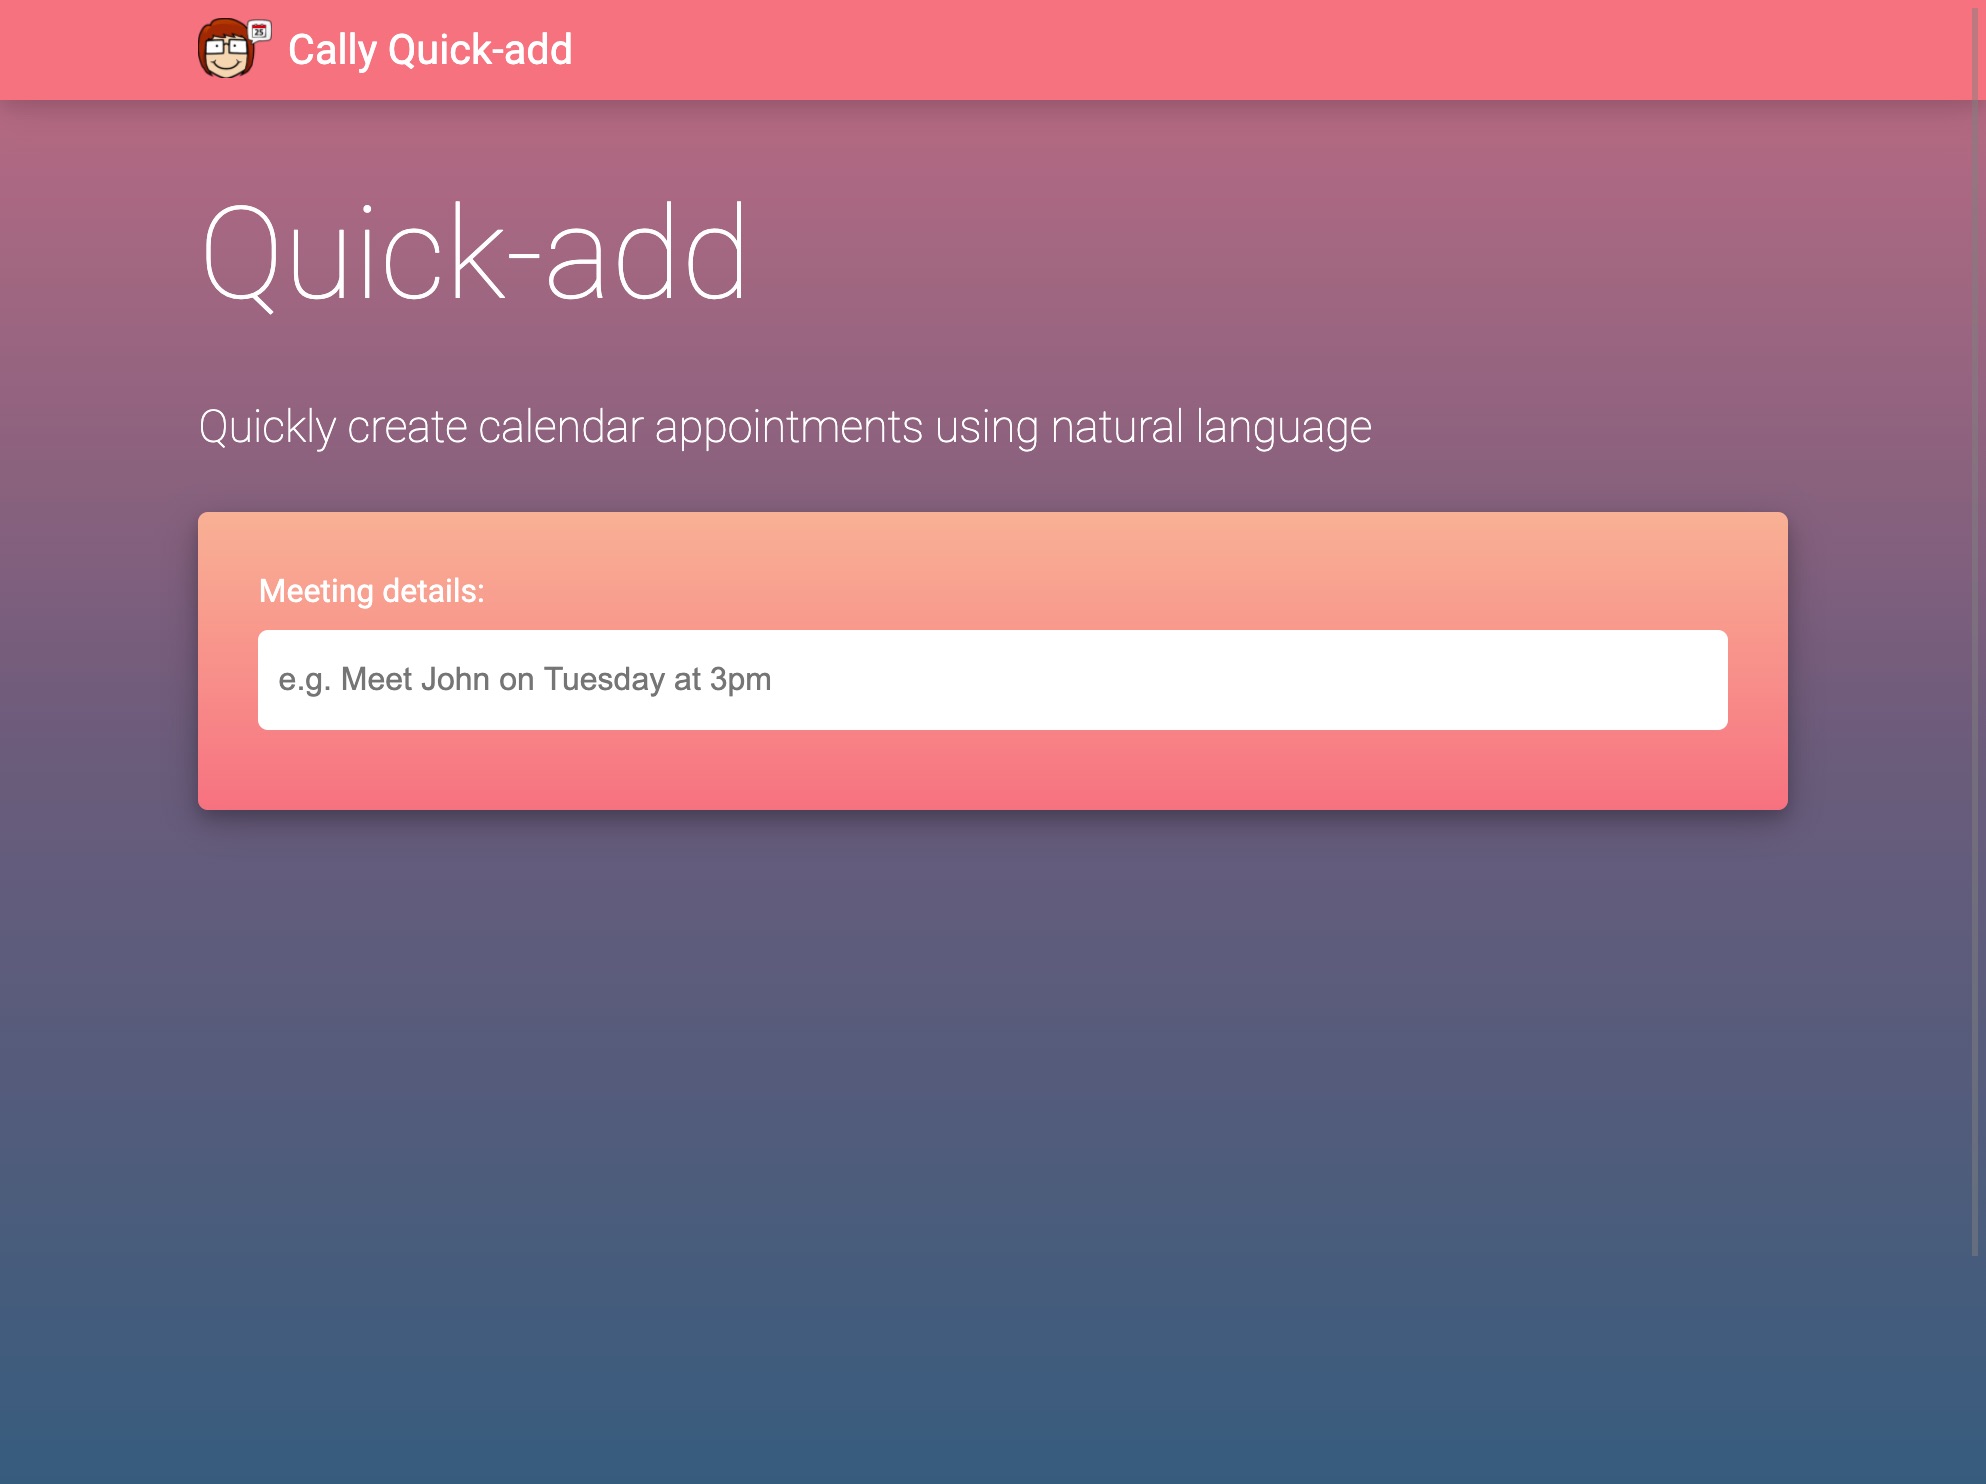 25
Cally Quick-add
Quick-add
Quickly create calendar appointments using natural language
Meeting details:
e.g. Meet John on Tuesday at 3pm